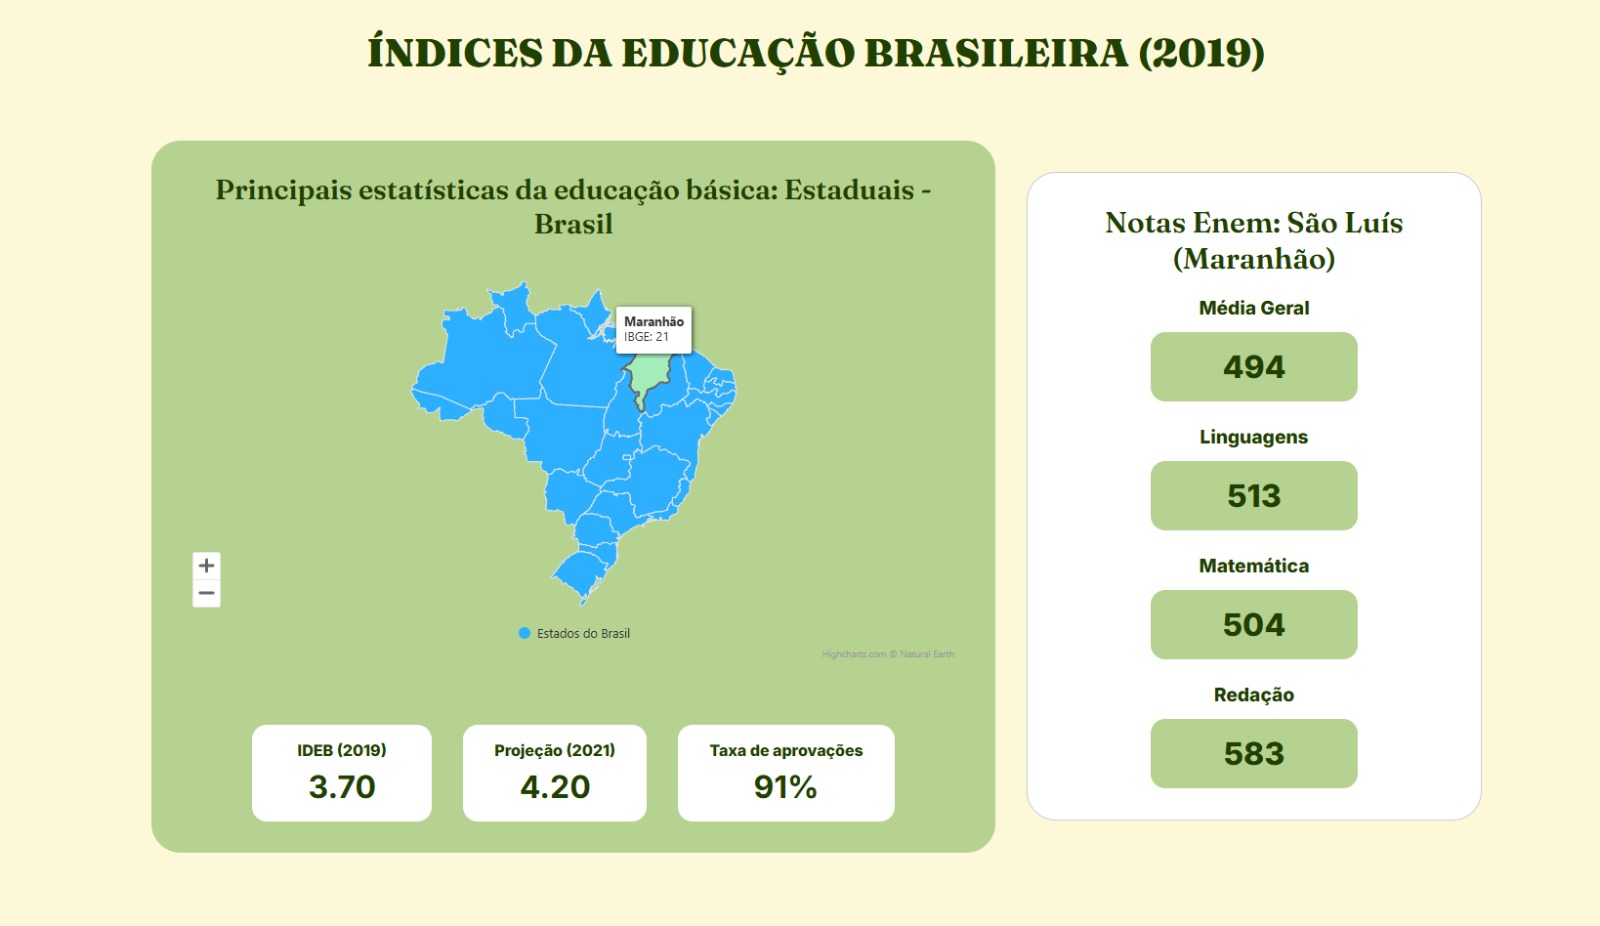 ÍNDICES DA EDUCAÇÃO BRASILEIRA (2019)
Principais estatísticas da educação básica: Estaduais -
Brasil
Maranhão
IBGE: 21
+
−
Estados do Brasil
Highcharts.com © Natural Earth
IDEB (2019)
3.70
Projeção (2021)
4.20
Taxa de aprovações
91%
Notas Enem: São Luís
(Maranhão)
Média Geral
494
Linguagens
513
Matemática
504
Redação
583